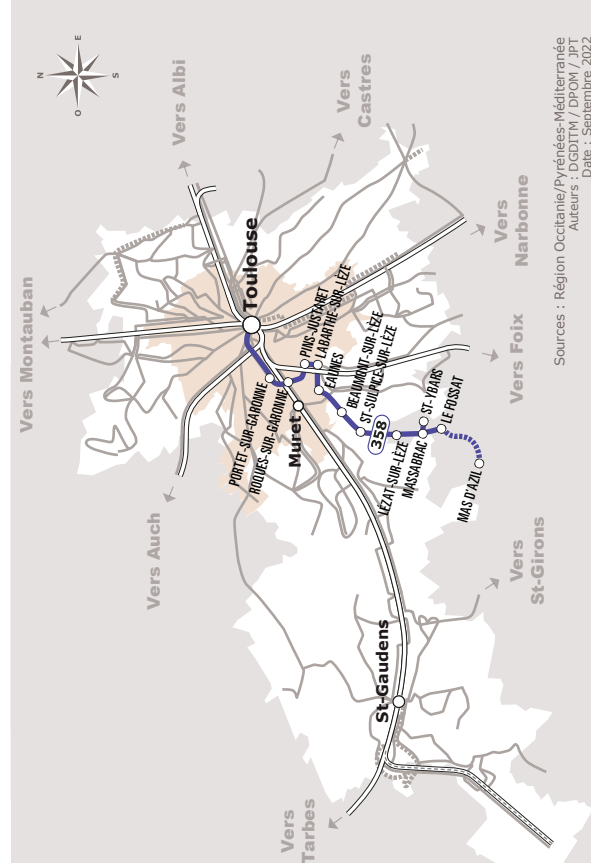 N
E
S
O
Vers Albi
Vers
Castres
Vers Montauban
Toulouse
Vers
Narbonne
Sources : Région Occitanie/Pyrénées-Méditerranée
Auteurs : DGDITM / DPOM / JPT
Date : Septembre 2022
PINS-JUSTARET
LABARTHE-SUR-LÈZE
PORTET-SUR-GARONNE
ROQUES-SUR-GARONNE
EAUNES
Muret
BEAUMONT-SUR-LÈZE
ST-SULPICE-SUR-LÈZE
Vers Foix
358
ST-YBARS
LE FOSSAT
LÉZAT-SUR-LÈZE
MASSABRAC
MAS D'AZIL
Vers Auch
Vers
St-Girons
St-Gaudens
Vers
Tarbes